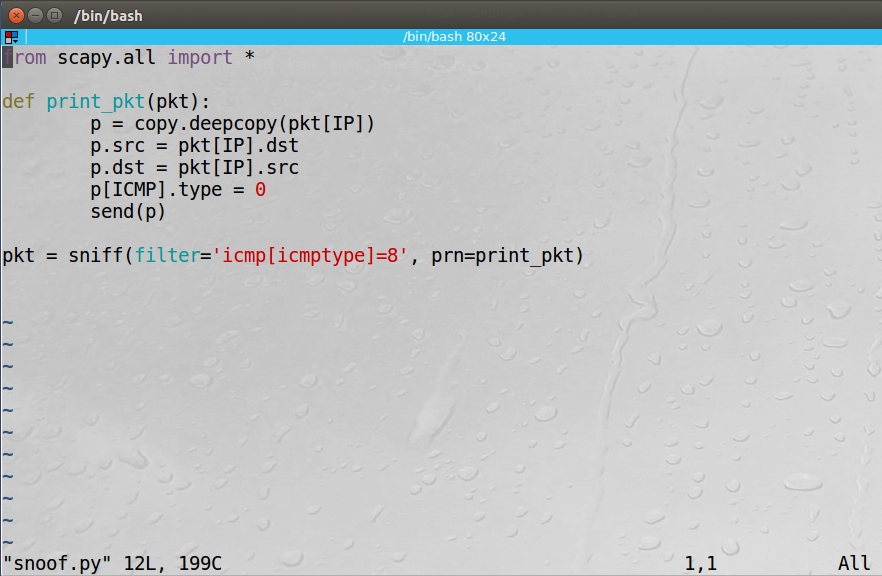 /bin/bash
/bin/bash 80x24
from scapy.all import *
def print_pkt(pkt):
        p = copy.deepcopy(pkt[IP])
        p.src = pkt[IP].dst
        p.dst = pkt[IP].src
        p[ICMP].type = 0
        send(p)
pkt = sniff(filter='icmp[icmptype]=8', prn=print_pkt)
~
~
~
~
~
~
~
~
~
~
~
"snoof.py" 12L, 199C 1,1 All